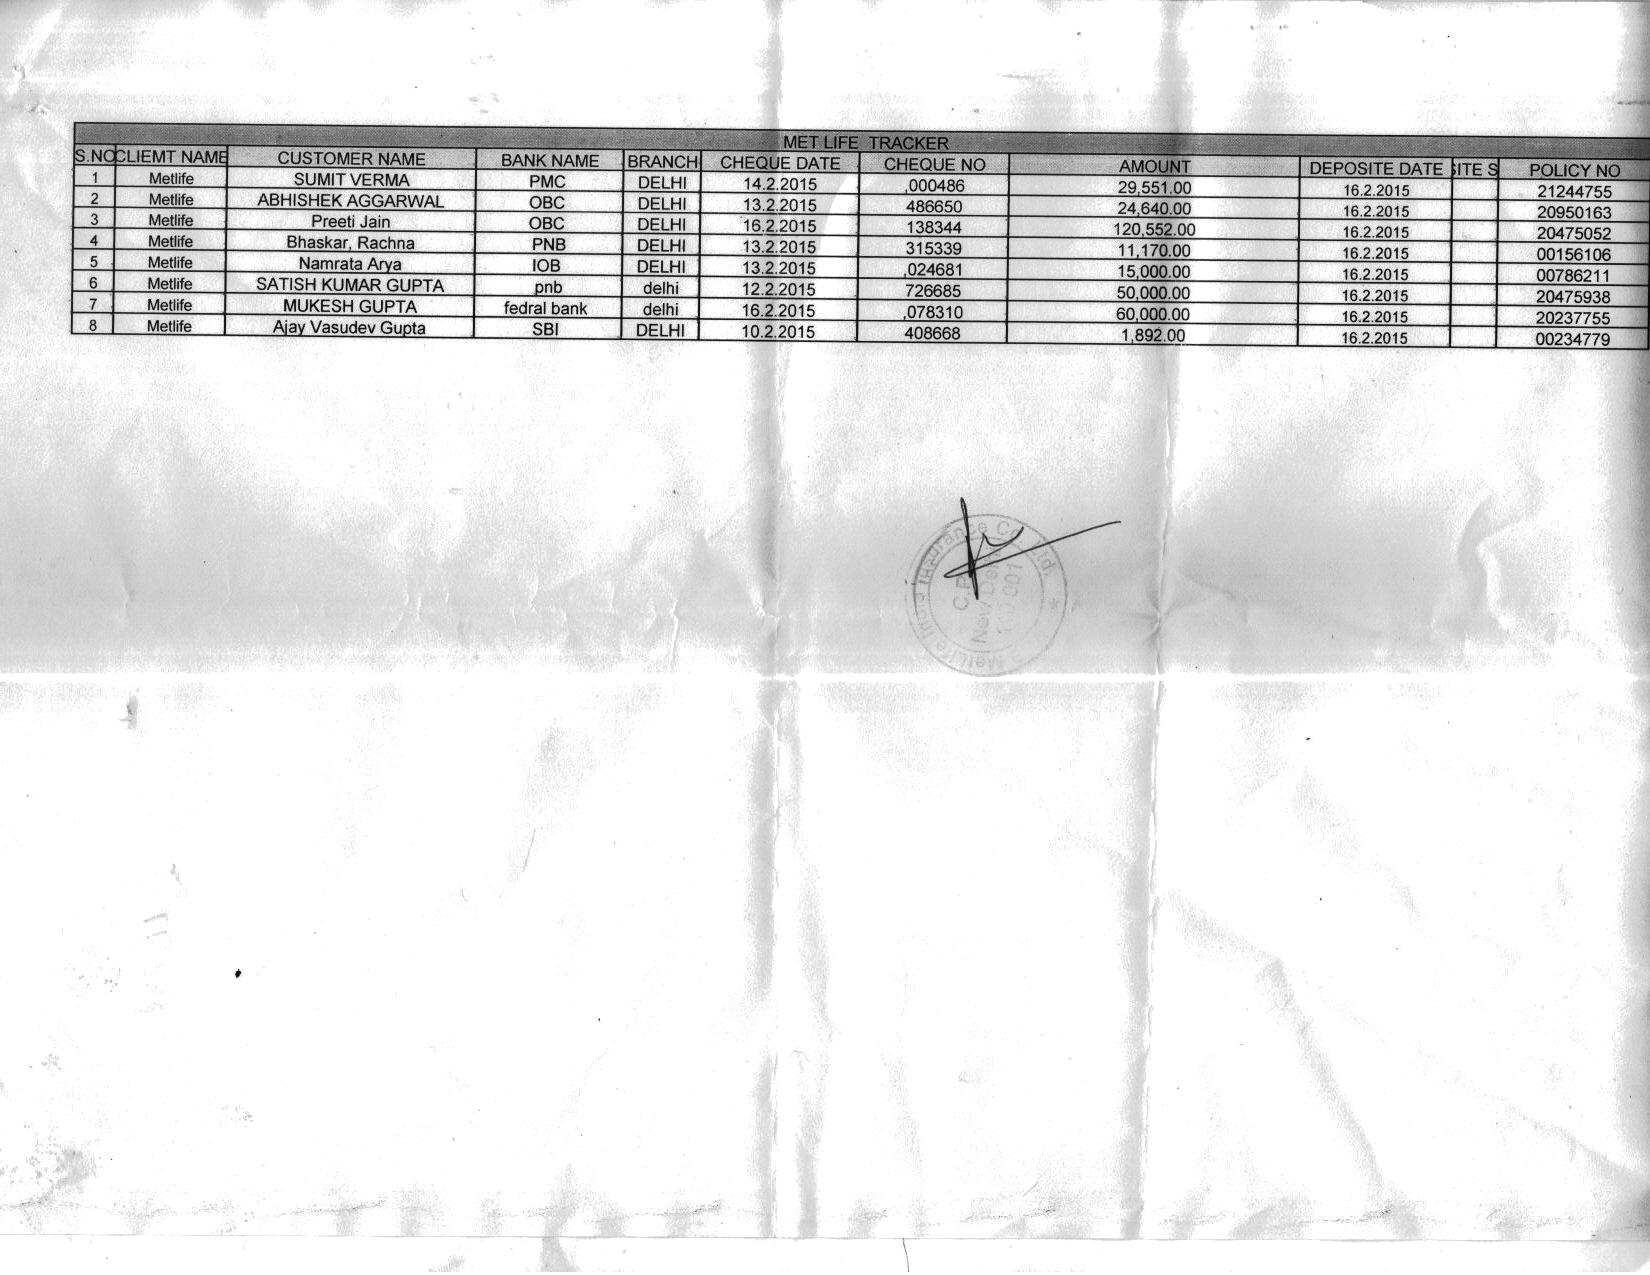 MET LIFE TRACKER
S.NO CLIEMT NAME CUSTOMER NAME BANK NAME BRANCH CHEQUE DATE CHEQUE NO AMOUNT DEPOSITE DATE SITE S POLICY NO
1 Metlife SUMIT VERMA PMC DELHI 14.2.2015 ,000486 29,551.00 16.2.2015 21244755
2 Metlife ABHISHEK AGGARWAL OBC DELHI 13.2.2015 486650 24,640.00 16.2.2015 20950163
3 Metlife Preeti Jain OBC DELHI 16.2.2015 138344 120,552.00 16.2.2015 20475052
4 Metlife Bhaskar, Rachna PNB DELHI 13.2.2015 315339 11,170.00 16.2.2015 00156106
5 Metlife Namrata Arya IOB DELHI 13.2.2015 ,024681 15,000.00 16.2.2015 00786211
6 Metlife SATISH KUMAR GUPTA pnb delhi 12.2.2015 726685 50,000.00 16.2.2015 20475938
7 Metlife MUKESH GUPTA fedral bank delhi 16.2.2015 ,078310 60,000.00 16.2.2015 20237755
8 Metlife Ajay Vasudev Gupta SBI DELHI 10.2.2015 408668 1,892.00 16.2.2015 00234779
MetLife India Insurance Co. Ltd.
New Delhi